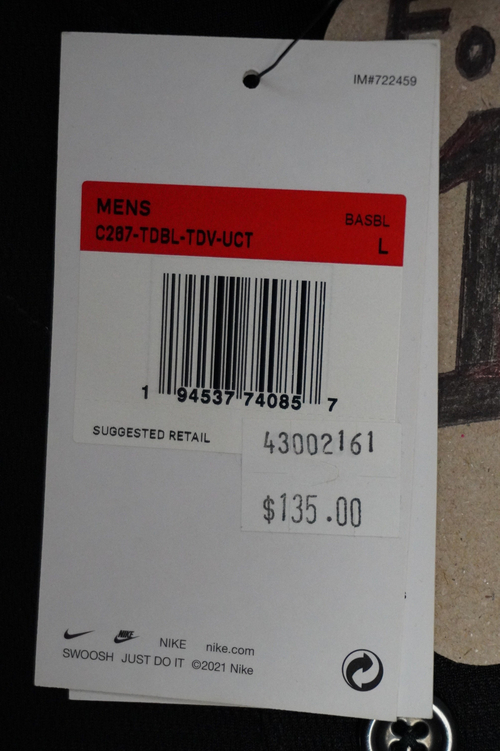 IM#722459
MENS
BASBL
C267-TDBL-TDV-UCT
L
1 94537 74085 7
SUGGESTED RETAIL
43002161
$135.00
NIKE nike.com
SWOOSH JUST DO IT ©2021 Nike